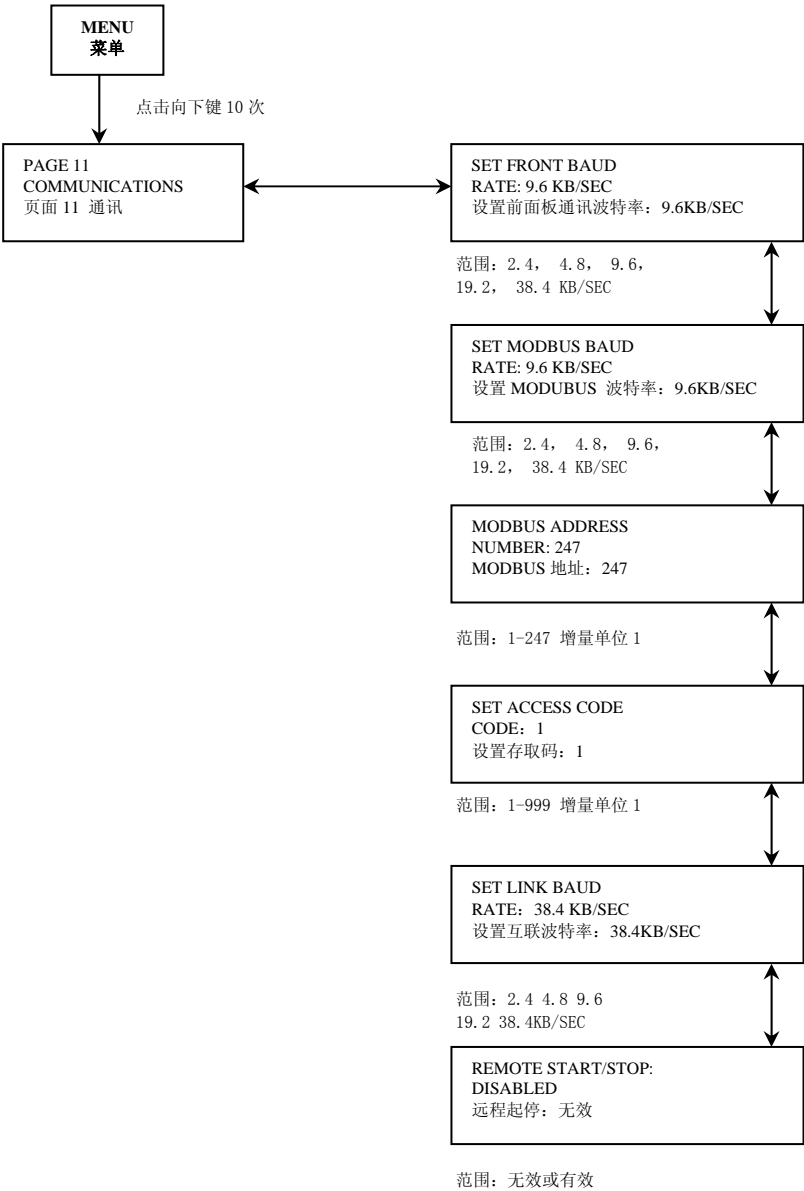 MENU
菜单
点击向下键 10 次
PAGE 11
COMMUNICATIONS
页面 11 通讯
SET FRONT BAUD
RATE: 9.6 KB/SEC
设置前面板通讯波特率：9.6KB/SEC
范围：2.4， 4.8， 9.6，
19.2， 38.4 KB/SEC
SET MODBUS BAUD
RATE: 9.6 KB/SEC
设置 MODUBUS 波特率：9.6KB/SEC
范围：2.4， 4.8， 9.6，
19.2， 38.4 KB/SEC
MODBUS ADDRESS
NUMBER: 247
MODBUS 地址：247
范围：1-247 增量单位 1
SET ACCESS CODE
CODE：1
设置存取码：1
范围：1-999 增量单位 1
SET LINK BAUD
RATE：38.4 KB/SEC
设置互联波特率：38.4KB/SEC
范围：2.4 4.8 9.6
19.2 38.4KB/SEC
REMOTE START/STOP:
DISABLED
远程起停：无效
范围：无效或有效